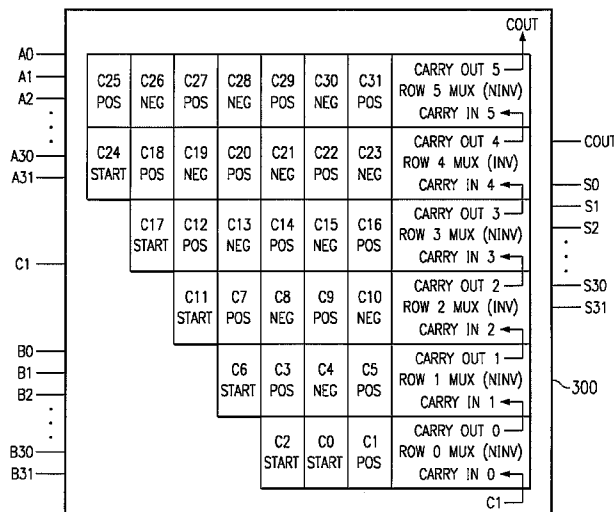 COUT
A0
A1
A2
A30
A31
C1
B0
B1
B2
B30
B31
C25 C26 C27 C28 C29 C30 C31 CARRY OUT 5
POS NEG POS NEG POS NEG POS ROW 5 MUX (NINV)
CARRY IN 5
C24 C18 C19 C20 C21 C22 C23 CARRY OUT 4
START POS NEG POS NEG POS NEG ROW 4 MUX (INV)
CARRY IN 4
C17 C12 C13 C14 C15 C16 CARRY OUT 3
START POS NEG POS NEG POS ROW 3 MUX (NINV)
CARRY IN 3
C11 C7 C8 C9 C10 CARRY OUT 2
START POS NEG POS NEG ROW 2 MUX (INV)
CARRY IN 2
C6 C3 C4 C5 CARRY OUT 1
START POS NEG POS ROW 1 MUX (NINV)
CARRY IN 1
C2 C0 C1 CARRY OUT 0
START START POS ROW 0 MUX (NINV)
CARRY IN 0
C1
COUT
S0
S1
S2
S30
S31
300